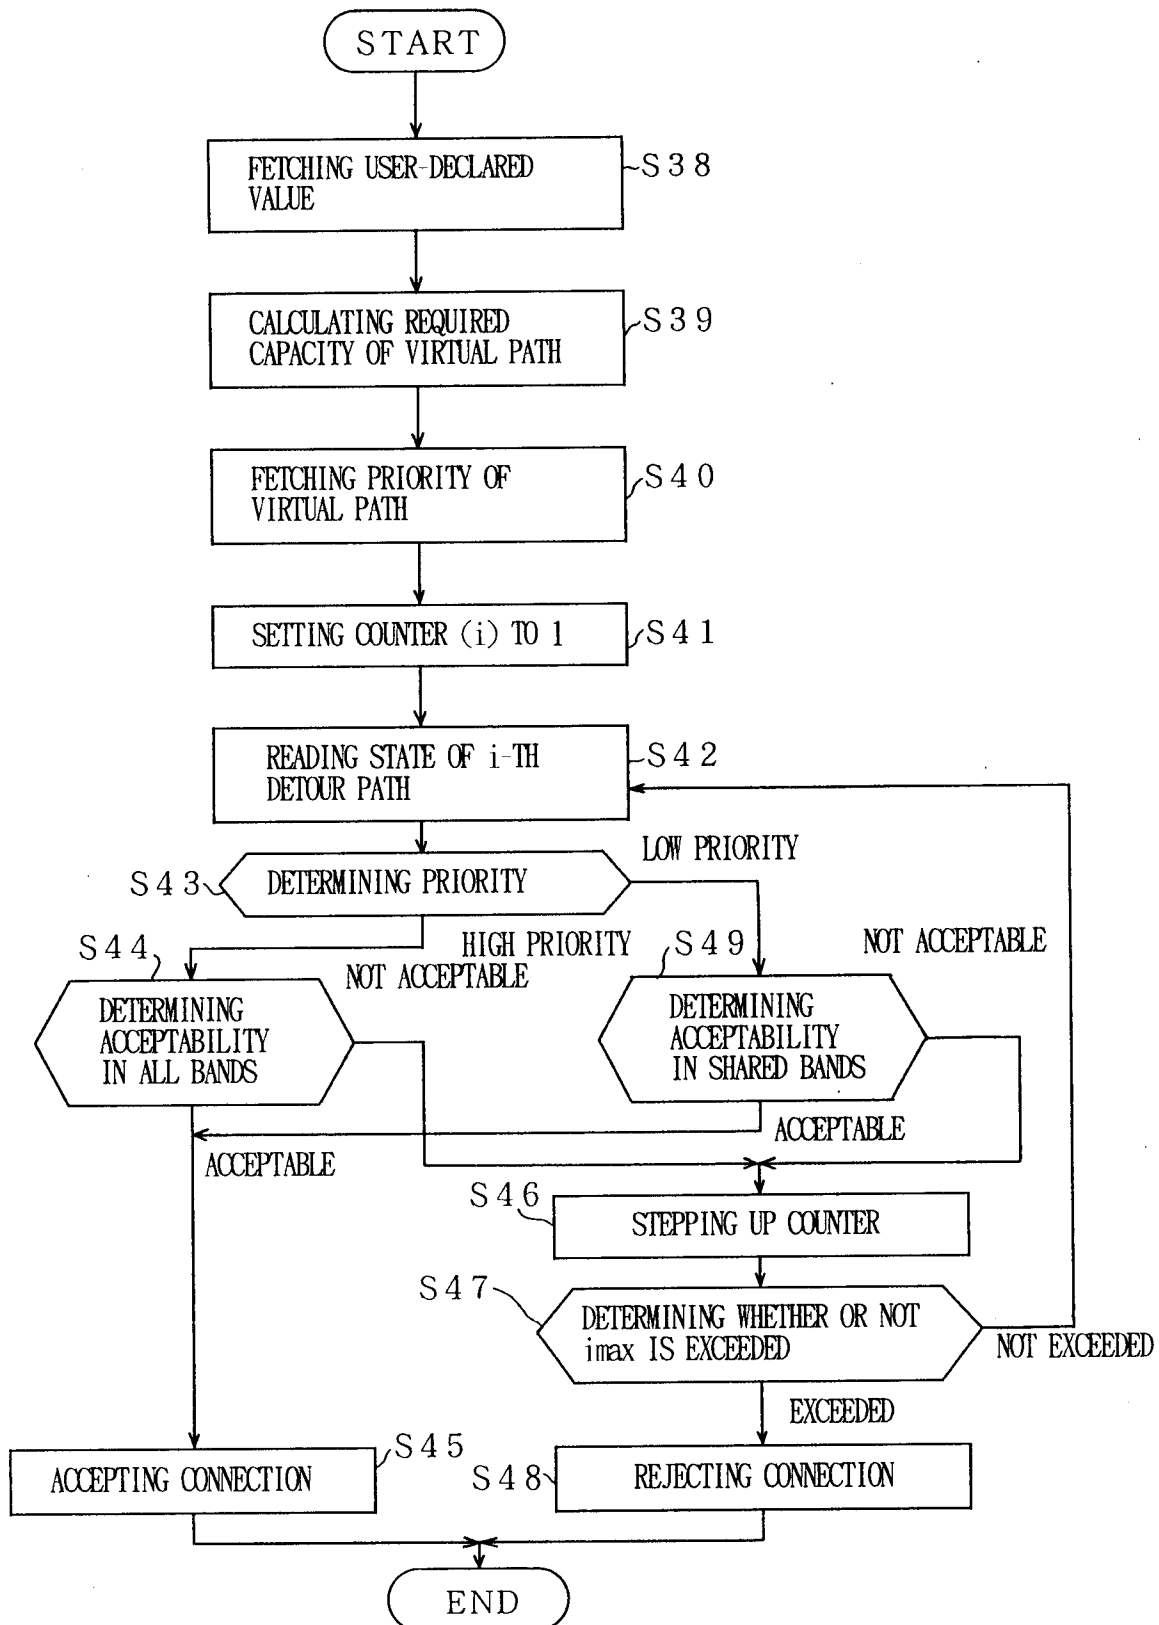 START
FETCHING USER-DECLARED
VALUE
S38
CALCULATING REQUIRED
CAPACITY OF VIRTUAL PATH
S39
FETCHING PRIORITY OF
VIRTUAL PATH
S40
SETTING COUNTER (i) TO 1
S41
READING STATE OF i-TH
DETOUR PATH
S42
LOW PRIORITY
S43
DETERMINING PRIORITY
HIGH PRIORITY
S44
NOT ACCEPTABLE
DETERMINING
ACCEPTABILITY
IN ALL BANDS
S49
NOT ACCEPTABLE
DETERMINING
ACCEPTABILITY
IN SHARED BANDS
ACCEPTABLE
ACCEPTABLE
S46
STEPPING UP COUNTER
S47
DETERMINING WHETHER OR NOT
imax IS EXCEEDED
NOT EXCEEDED
EXCEEDED
ACCEPTING CONNECTION
S45
S48
REJECTING CONNECTION
END